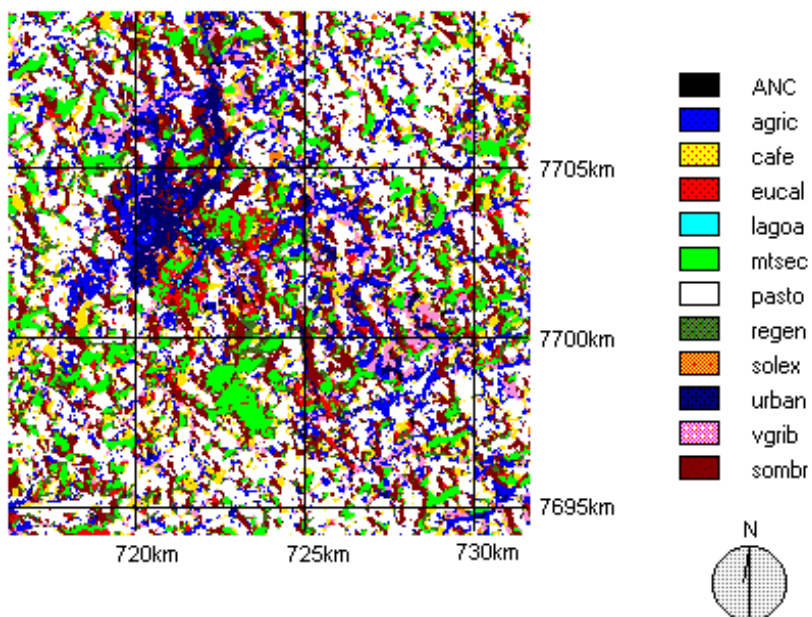 ANC
agric
cafe
eucal
lagoa
mtsec
pasto
regen
solex
urban
vgrib
sombr
7705km
7700km
7695km
720km
725km
730km
N